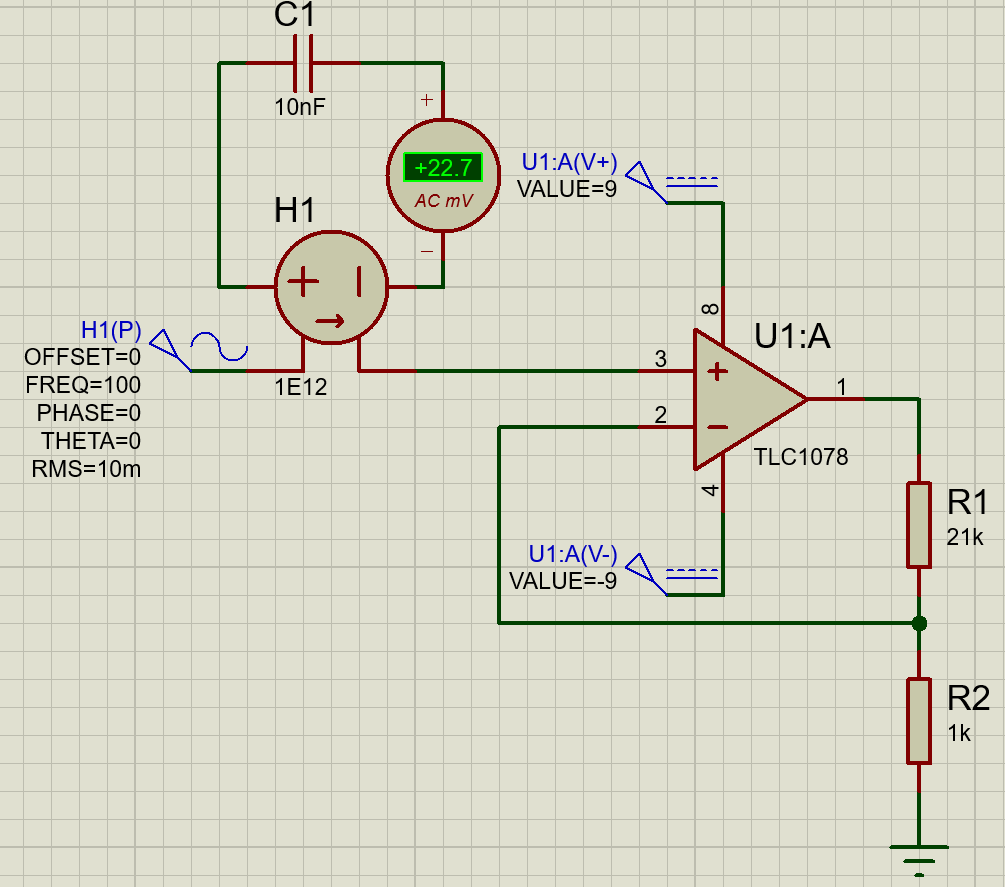 C1
10nF
+
+22.7
AC mV
−
U1:A(V+)
VALUE=9
H1
H1(P)
OFFSET=0
FREQ=100
PHASE=0
THETA=0
RMS=10m
1E12
8
U1:A
3
1
2
TLC1078
4
R1
21k
U1:A(V-)
VALUE=-9
R2
1k